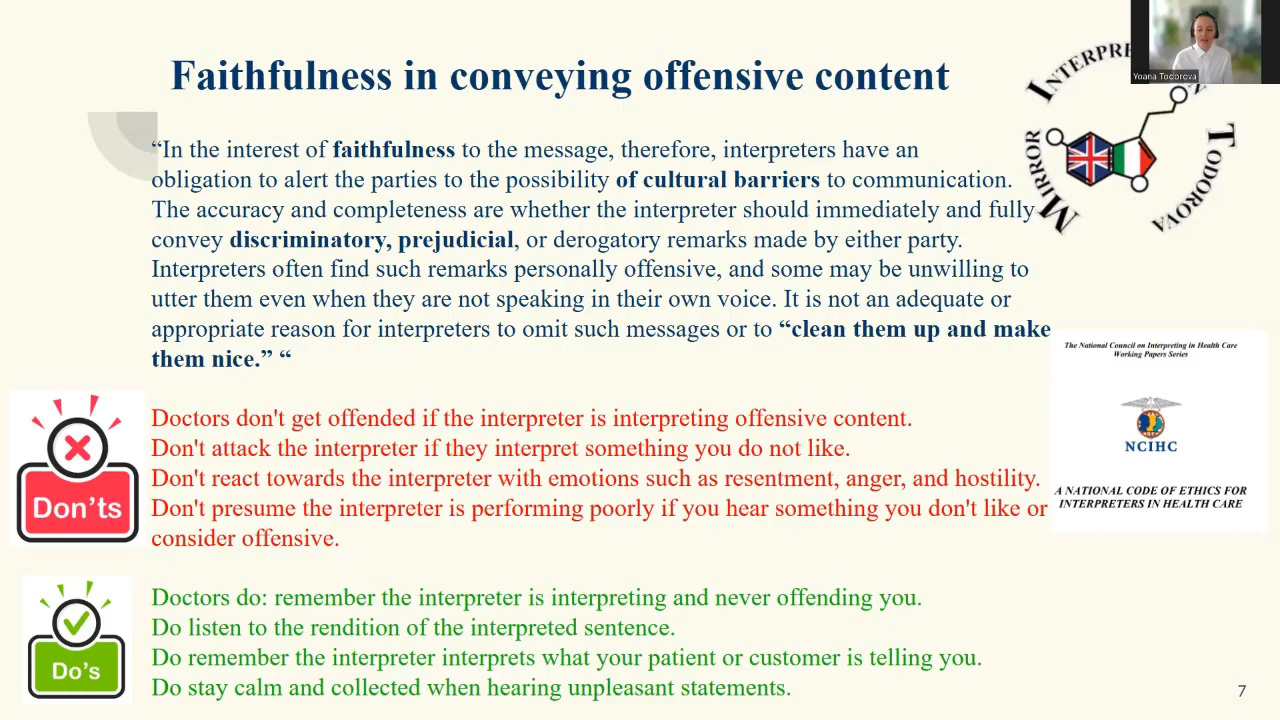 Faithfulness in conveying offensive content
Yoana Todorova
INTERPRE
TODOROVA
MIRROR
“In the interest of faithfulness to the message, therefore, interpreters have an
obligation to alert the parties to the possibility of cultural barriers to communication.
The accuracy and completeness are whether the interpreter should immediately and fully
convey discriminatory, prejudicial, or derogatory remarks made by either party.
Interpreters often find such remarks personally offensive, and some may be unwilling to
utter them even when they are not speaking in their own voice. It is not an adequate or
appropriate reason for interpreters to omit such messages or to “clean them up and make
them nice.” “
The National Council on Interpreting in Health Care
Working Papers Series
NCIHC
A NATIONAL CODE OF ETHICS FOR
INTERPRETERS IN HEALTH CARE
Don’ts
Doctors don't get offended if the interpreter is interpreting offensive content.
Don't attack the interpreter if they interpret something you do not like.
Don't react towards the interpreter with emotions such as resentment, anger, and hostility.
Don't presume the interpreter is performing poorly if you hear something you don't like or
consider offensive.
Do’s
Doctors do: remember the interpreter is interpreting and never offending you.
Do listen to the rendition of the interpreted sentence.
Do remember the interpreter interprets what your patient or customer is telling you.
Do stay calm and collected when hearing unpleasant statements.
7